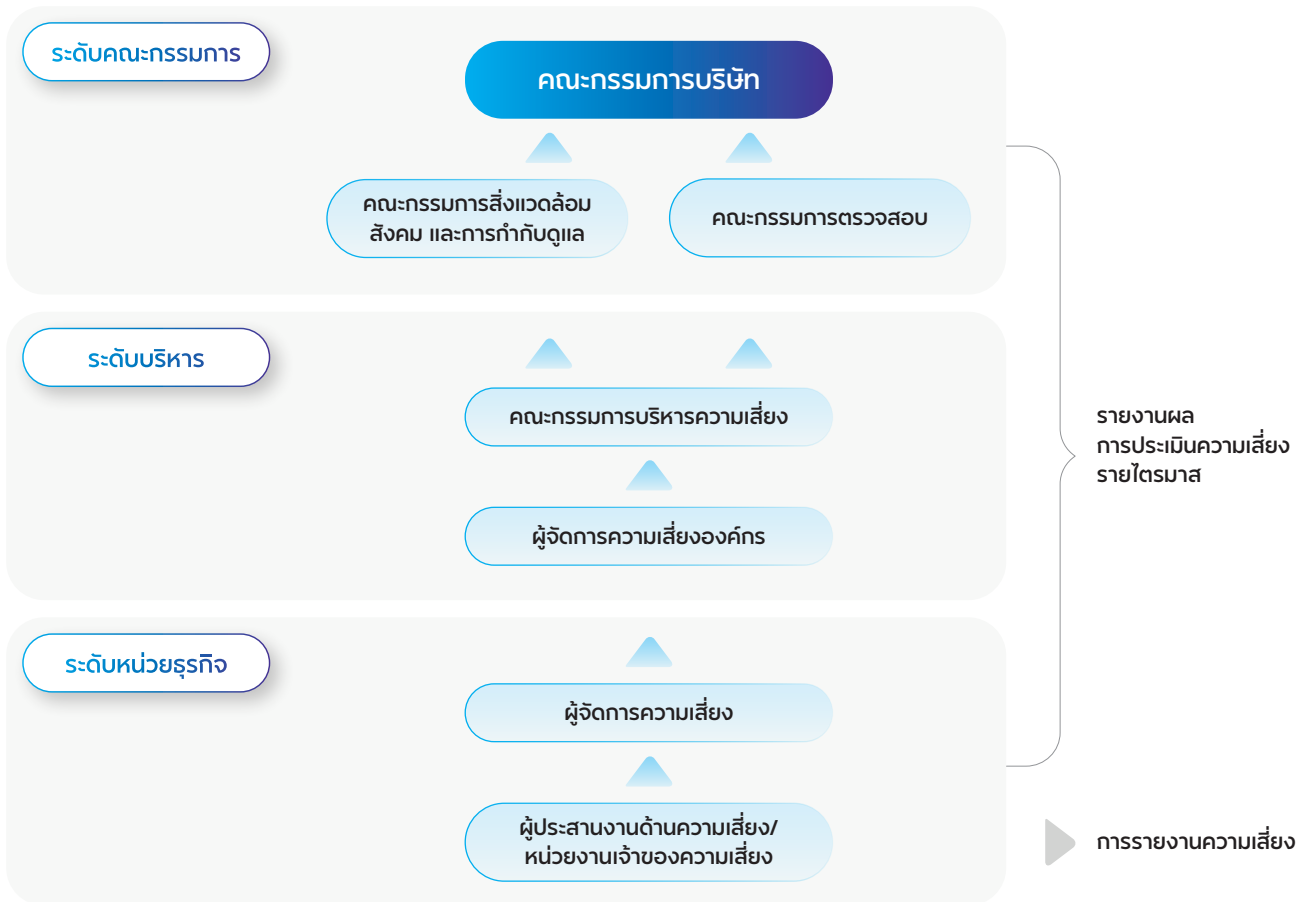 ระดับคณะกรรมการ
คณะกรรมการบริษัท
คณะกรรมการสิ่งแวดล้อม
สังคม และการกำกับดูแล
คณะกรรมการตรวจสอบ
ระดับบริหาร
คณะกรรมการบริหารความเสี่ยง
ผู้จัดการความเสี่ยงองค์กร
รายงานผล
การประเมินความเสี่ยง
รายไตรมาส
ระดับหน่วยธุรกิจ
ผู้จัดการความเสี่ยง
ผู้ประสานงานด้านความเสี่ยง/
หน่วยงานเจ้าของความเสี่ยง
การรายงานความเสี่ยง